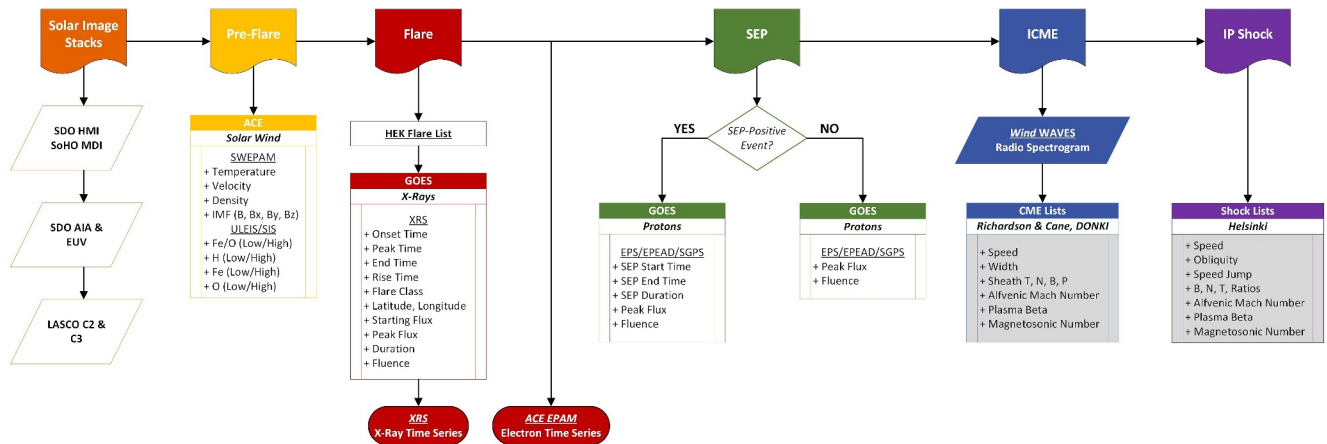 Solar Image
Stacks
Pre-Flare
Flare
SEP
ICME
IP Shock
SDO HMI
SoHO MDI
SDO AIA &
EUV
LASCO C2 &
C3
ACE
Solar Wind
SWEPAM
+ Temperature
+ Velocity
+ Density
+ IMF (B, Bx, By, Bz)
ULEIS/SIS
+ Fe/O (Low/High)
+ H (Low/High)
+ Fe (Low/High)
+ O (Low/High)
HEK Flare List
GOES
X-Rays
XRS
+ Onset Time
+ Peak Time
+ End Time
+ Rise Time
+ Flare Class
+ Latitude, Longitude
+ Starting Flux
+ Peak Flux
+ Duration
+ Fluence
XRS
X-Ray Time Series
ACE EPAM
Electron Time Series
YES
SEP-Positive
Event?
NO
GOES
Protons
EPS/EPEAD/SGPS
+ SEP Start Time
+ SEP End Time
+ SEP Duration
+ Peak Flux
+ Fluence
GOES
Protons
EPS/EPEAD/SGPS
+ Peak Flux
+ Fluence
Wind WAVES
Radio Spectrogram
CME Lists
Richardson & Cane, DONKI
+ Speed
+ Width
+ Sheath T, N, B, P
+ Alfvenic Mach Number
+ Plasma Beta
+ Magnetosonic Number
Shock Lists
Helsinki
+ Speed
+ Obliquity
+ Speed Jump
+ B, N, T, Ratios
+ Alfvenic Mach Number
+ Plasma Beta
+ Magnetosonic Number